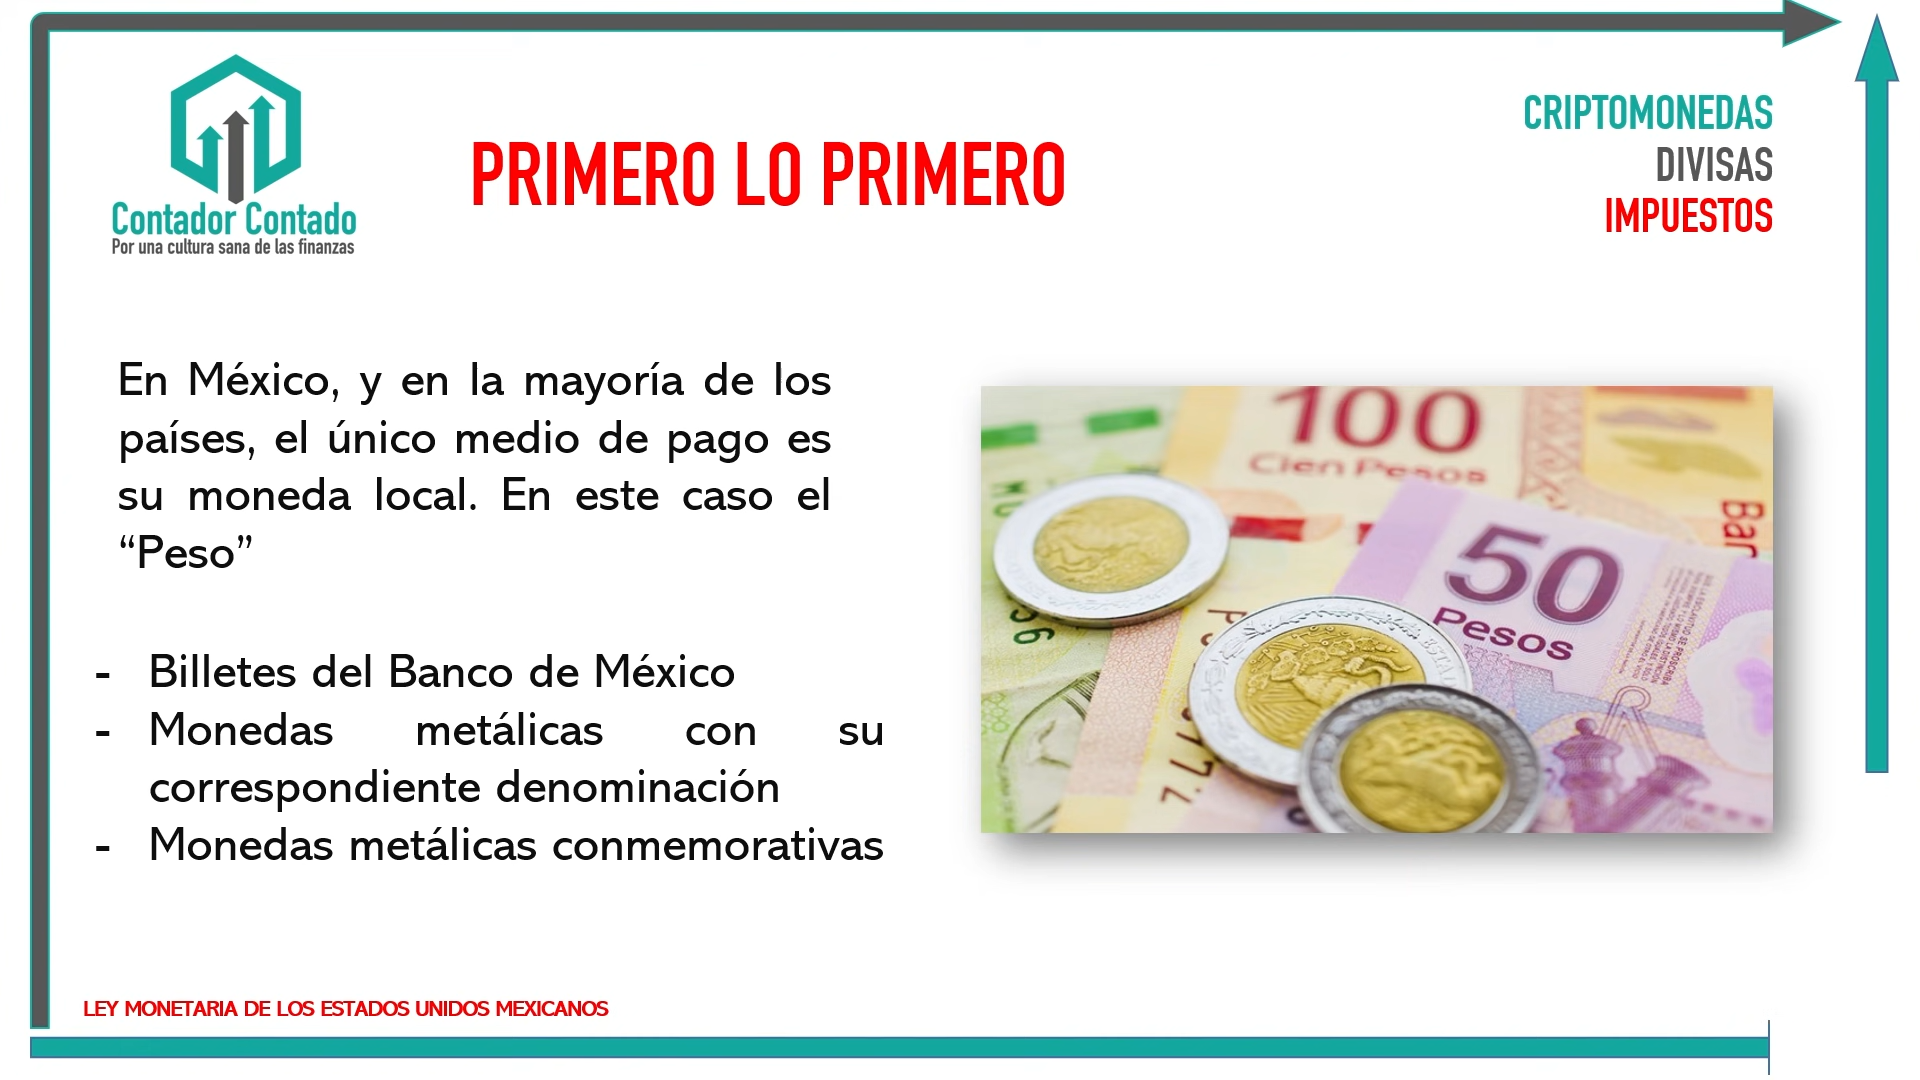 Contador Contado
Por una cultura sana de las finanzas
PRIMERO LO PRIMERO
CRIPTOMONEDAS
DIVISAS
IMPUESTOS
En México, y en la mayoría de los
países, el único medio de pago es
su moneda local. En este caso el
“Peso”
- Billetes del Banco de México
- Monedas metálicas con su
correspondiente denominación
- Monedas metálicas conmemorativas
100
Cien Pesos
50
Pesos
LEY MONETARIA DE LOS ESTADOS UNIDOS MEXICANOS